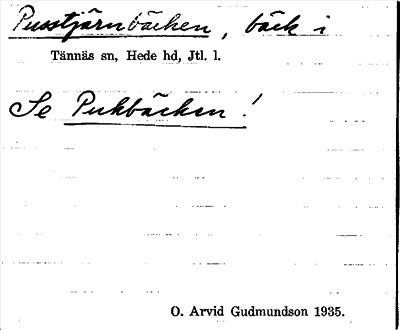 Pusstjärnbäcken, bäck i
Tännäs sn, Hede hd, Jtl. l.
Se Pukbäcken!
O. Arvid Gudmundson 1935.